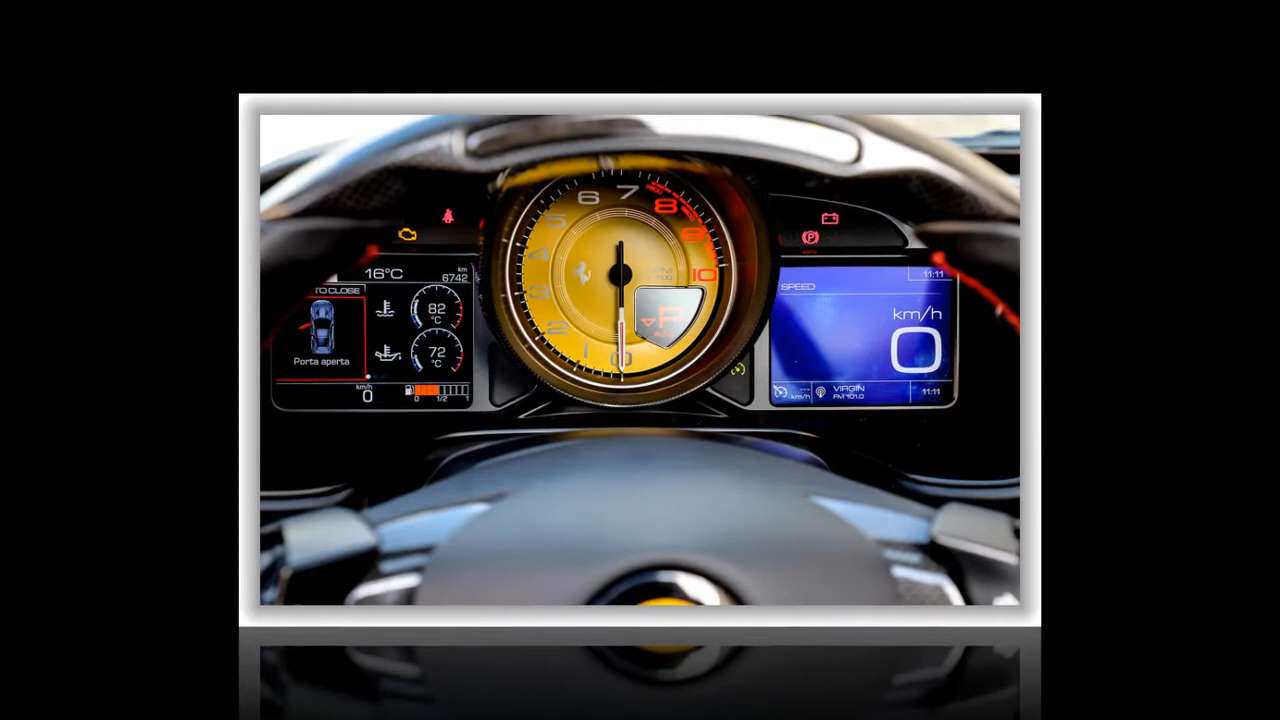 16°C
km
6742
TO CLOSE
Porta aperta
82
°C
72
°C
km/h
0
0 1/2 1
0
1
2
3
4
5
6
7
8
9
10
P
11:11
SPEED
km/h
0
--- km/h
VIRGIN
FM 101.0
11:11